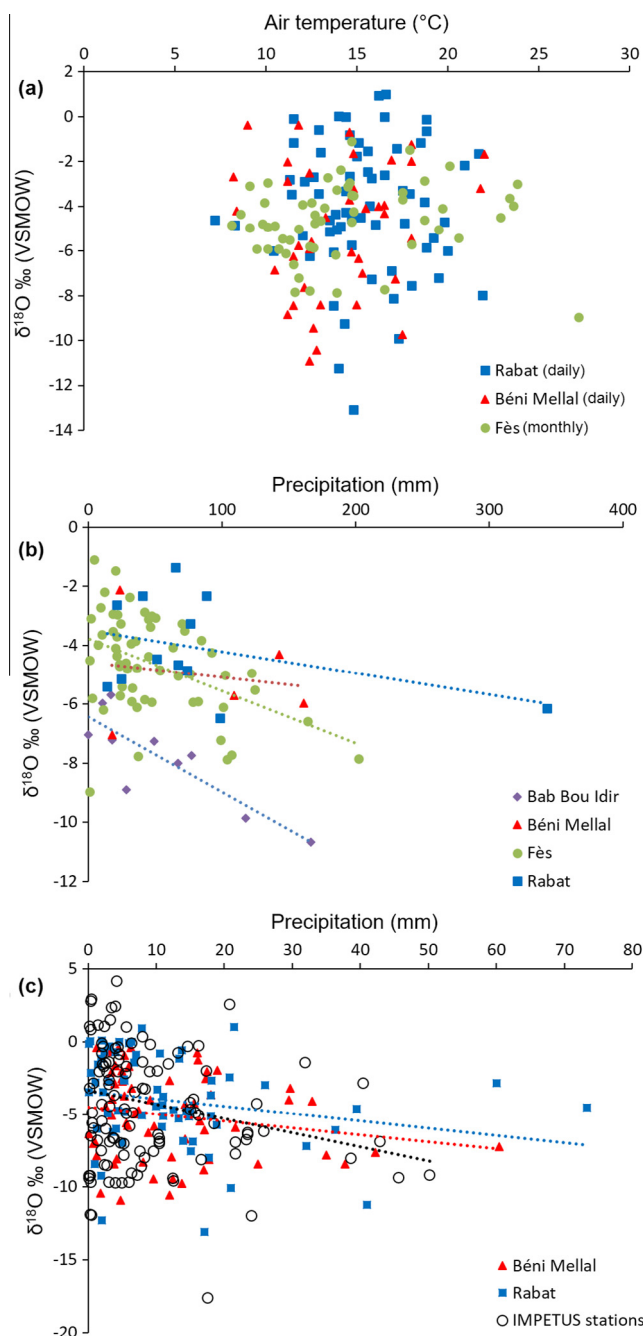 Air temperature (°C)
0 5 10 15 20 25 30
(a)
2
0
-2
-4
-6
-8
-10
-12
-14
δ18O ‰ (VSMOW)
Rabat (daily)
Béni Mellal (daily)
Fès (monthly)
Precipitation (mm)
0 100 200 300 400
(b)
0
-2
-4
-6
-8
-10
-12
δ18O ‰ (VSMOW)
Bab Bou Idir
Béni Mellal
Fès
Rabat
Precipitation (mm)
0 10 20 30 40 50 60 70 80
(c)
5
0
-5
-10
-15
-20
δ18O ‰ (VSMOW)
Béni Mellal
Rabat
IMPETUS stations